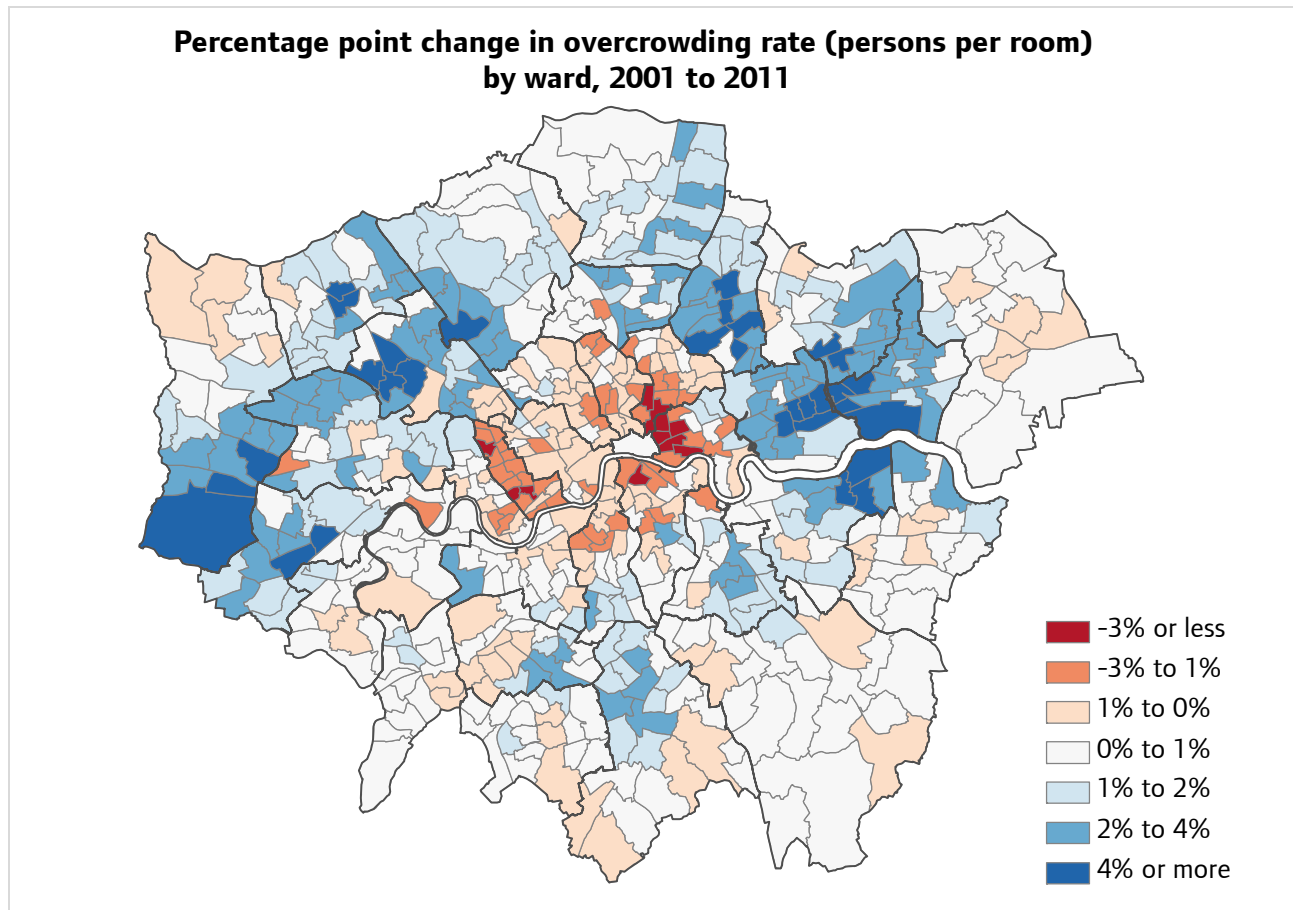 Percentage point change in overcrowding rate (persons per room)
by ward, 2001 to 2011
-3% or less
-3% to 1%
1% to 0%
0% to 1%
1% to 2%
2% to 4%
4% or more